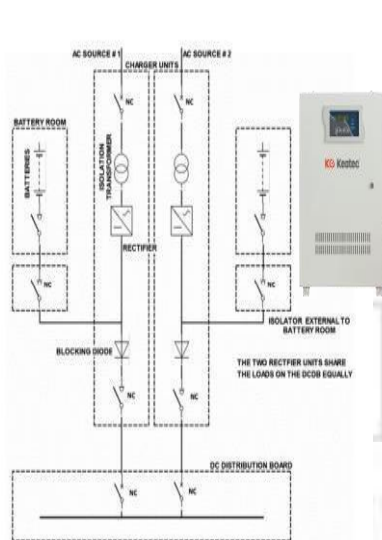 AC SOURCE # 1
AC SOURCE # 2
CHARGER UNITS
NC
NC
BATTERY ROOM
BATTERIES
ISOLATION
TRANSFORMER
KG Keatec
RECTIFIER
NC
NC
ISOLATOR EXTERNAL TO
BATTERY ROOM
BLOCKING DIODE
THE TWO RECTFIER UNITS SHARE
THE LOADS ON THE DCDB EQUALLY
NC
NC
DC DISTRIBUTION BOARD
NC
NC